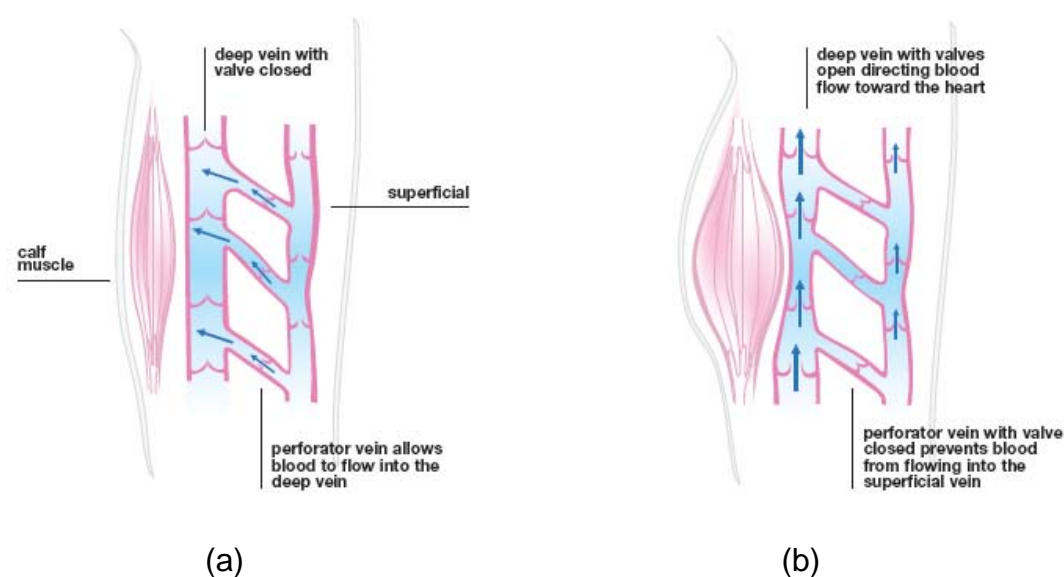 deep vein with
valve closed
superficial
calf
muscle
perforator vein allows
blood to flow into the
deep vein
(a)
deep vein with valves
open directing blood
flow toward the heart
perforator vein with valve
closed prevents blood
from flowing into the
superficial vein
(b)